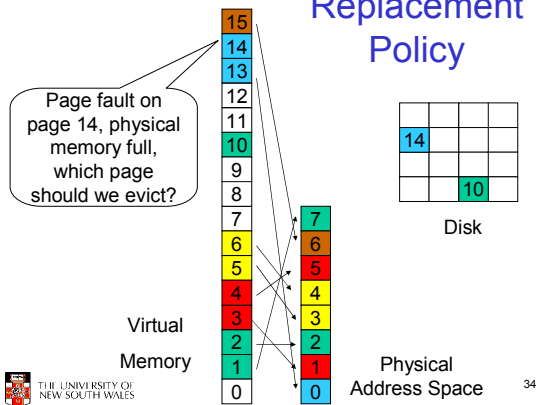 Replacement
Policy
Page fault on
page 14, physical
memory full,
which page
should we evict?
15
14
13
12
11
10
9
8
7
6
5
4
3
2
1
0
Virtual
Memory
7
6
5
4
3
2
1
0
Physical
Address Space
14
10
Disk
THE UNIVERSITY OF
NEW SOUTH WALES
34